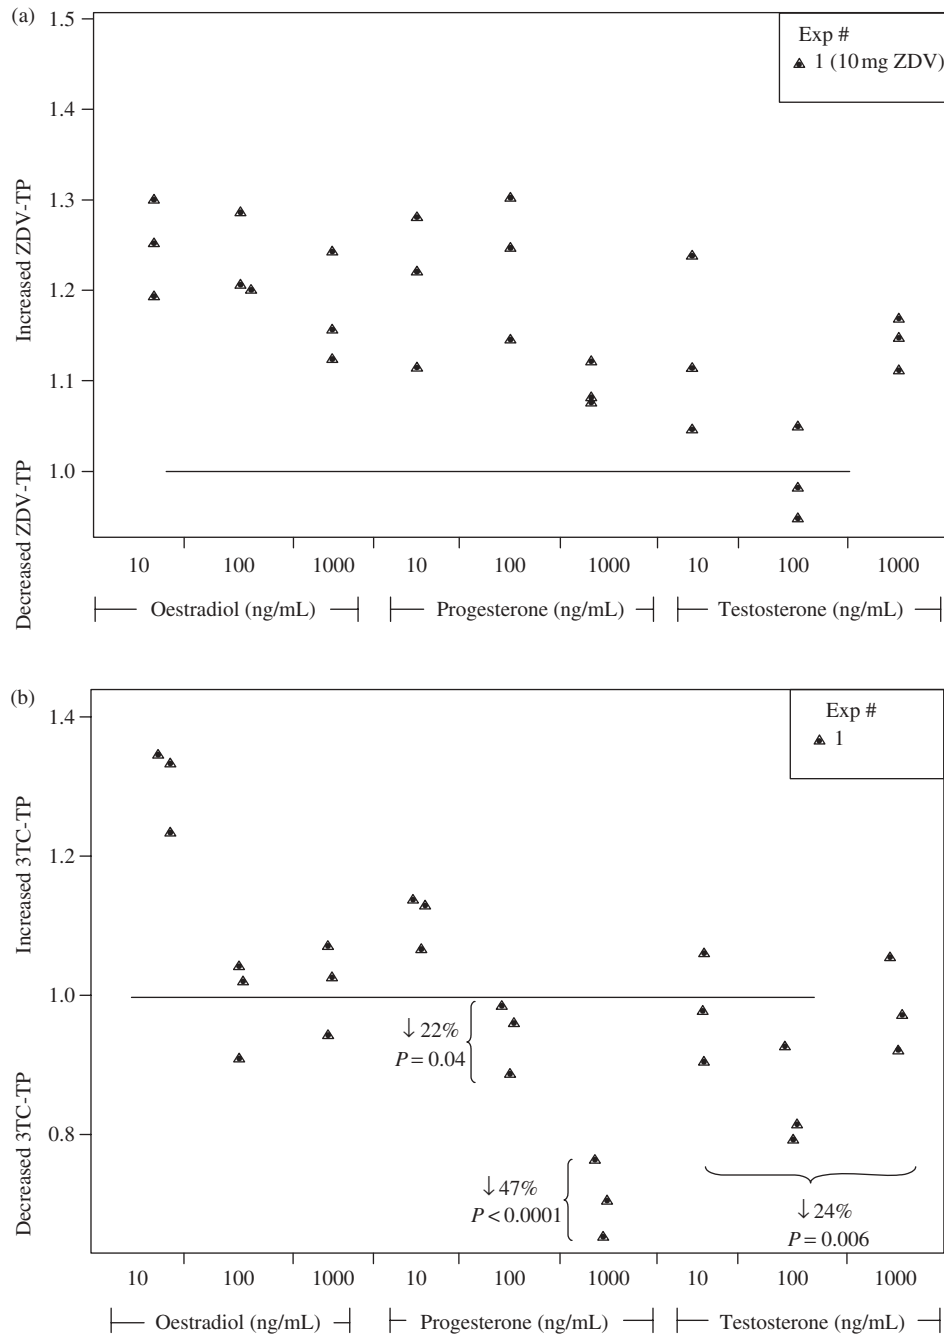 (a)
1.5
1.4
1.3
1.2
1.1
1.0
Increased ZDV-TP
Decreased ZDV-TP
Exp #
1 (10 mg ZDV)
10 100 1000 10 100 1000 10 100 1000
Oestradiol (ng/mL) Progesterone (ng/mL) Testosterone (ng/mL)
(b)
1.4
1.2
1.0
0.8
Increased 3TC-TP
Decreased 3TC-TP
Exp #
1
↓ 22%
P = 0.04
↓ 47%
P < 0.0001
↓ 24%
P = 0.006
10 100 1000 10 100 1000 10 100 1000
Oestradiol (ng/mL) Progesterone (ng/mL) Testosterone (ng/mL)